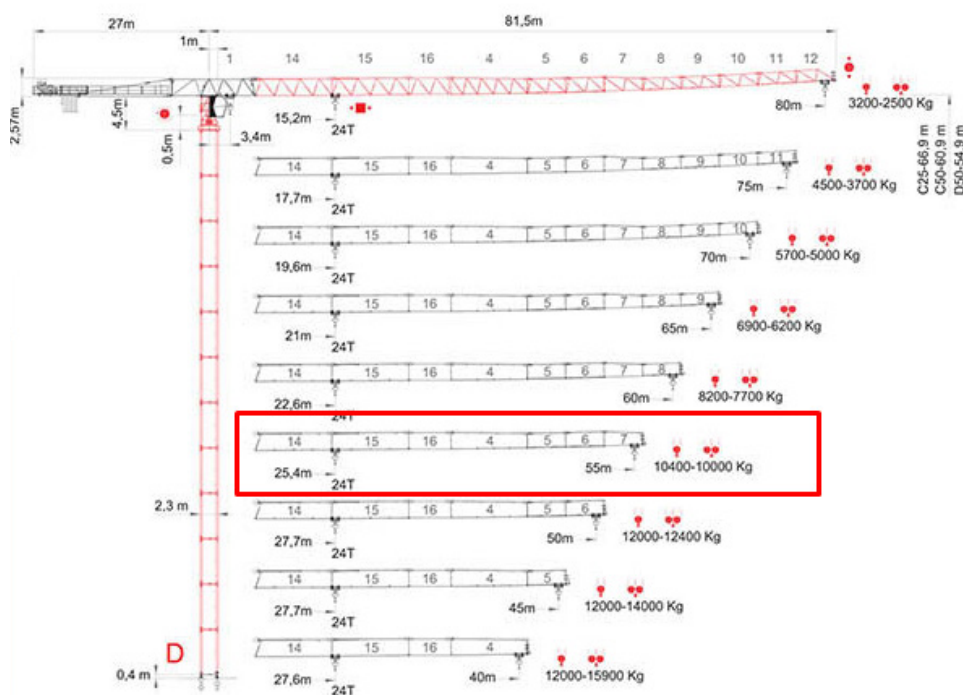 27m 81,5m
1m
1 14 15 16 4 5 6 7 8 9 10 11 12
2,57m
4,5m
0,5m
3,4m
15,2m 24T 80m 3200-2500 Kg
14 15 16 4 5 6 7 8 9 10 11
17,7m 24T 75m 4500-3700 Kg
14 15 16 4 5 6 7 8 9 10
19,6m 24T 70m 5700-5000 Kg
14 15 16 4 5 6 7 8 9
21m 24T 65m 6900-6200 Kg
14 15 16 4 5 6 7 8
22,6m 24T 60m 8200-7700 Kg
14 15 16 4 5 6 7
25,4m 24T 55m 10400-10000 Kg
2,3 m
14 15 16 4 5 6
27,7m 24T 50m 12000-12400 Kg
14 15 16 4 5
27,7m 24T 45m 12000-14000 Kg
D
0,4 m
14 15 16 4
27,6m 24T 40m 12000-15900 Kg
C25-66,9 m
C50-60,9 m
D50-54,9 m